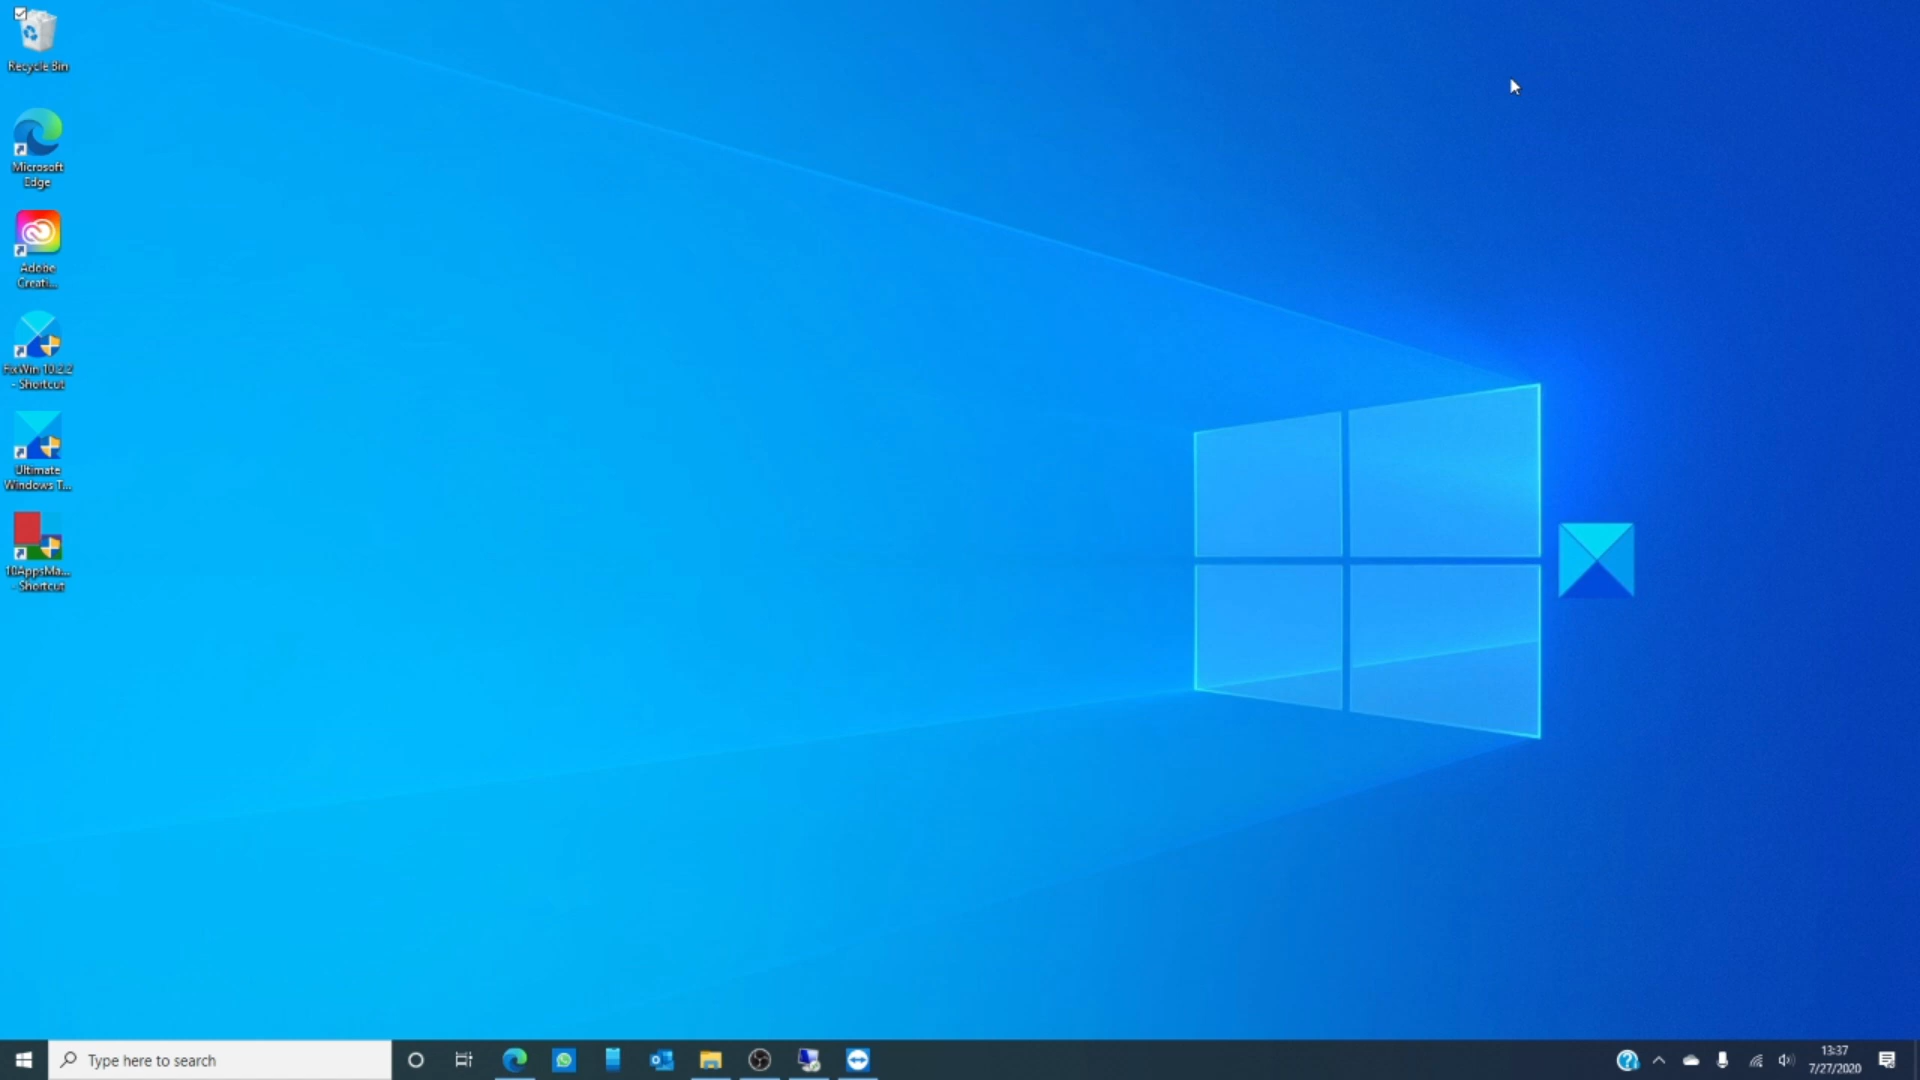 Recycle Bin
Microsoft
Edge
Adobe
Creati...
FixWin 10.2.2
- Shortcut
Ultimate
Windows T...
10AppsMa...
- Shortcut
Type here to search
13:37
7/27/2020